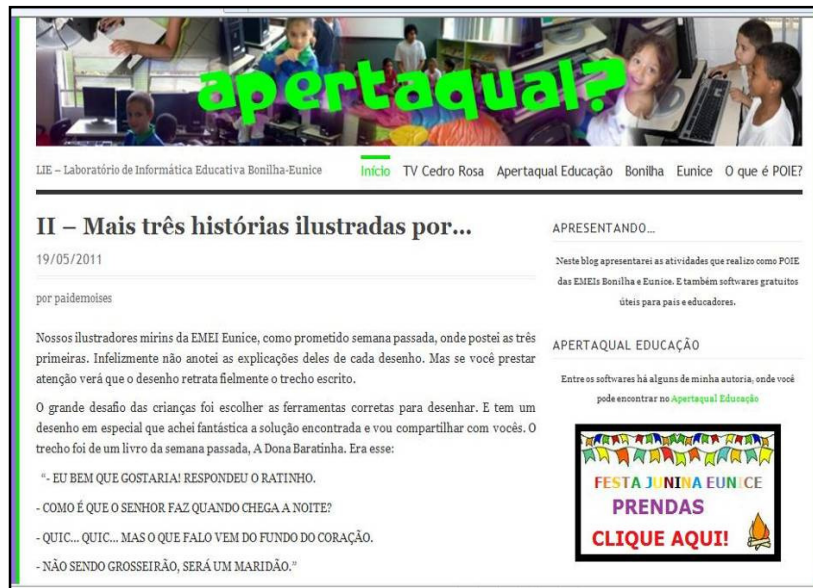 apertaqual?
LIE – Laboratório de Informática Educativa Bonilha-Eunice
Início TV Cedro Rosa Apertaqual Educação Bonilha Eunice O que é POIE?
II – Mais três histórias ilustradas por...
19/05/2011
por paidemoises
Nossos ilustradores mirins da EMEI Eunice, como prometido semana passada, onde postei as três
primeiras. Infelizmente não anotei as explicações deles de cada desenho. Mas se você prestar
atenção verá que o desenho retrata fielmente o trecho escrito.
O grande desafio das crianças foi escolher as ferramentas corretas para desenhar. E tem um
desenho em especial que achei fantástica a solução encontrada e vou compartilhar com vocês. O
trecho foi de um livro da semana passada, A Dona Baratinha. Era esse:
“- EU BEM QUE GOSTARIA! RESPONDEU O RATINHO.
- COMO É QUE O SENHOR FAZ QUANDO CHEGA A NOITE?
- QUIC... QUIC... MAS O QUE FALO VEM DO FUNDO DO CORAÇÃO.
- NÃO SENDO GROSSEIRÃO, SERÁ UM MARIDÃO.”
APRESENTANDO...
Neste blog apresentarei as atividades que realizo como POIE
das EMEIs Bonilha e Eunice. E também softwares gratuitos
úteis para pais e educadores.
APERTAQUAL EDUCAÇÃO
Entre os softwares há alguns de minha autoria, onde você
pode encontrar no Apertaqual Educação
FESTA JUNINA EUNICE
PRENDAS
CLIQUE AQUI!